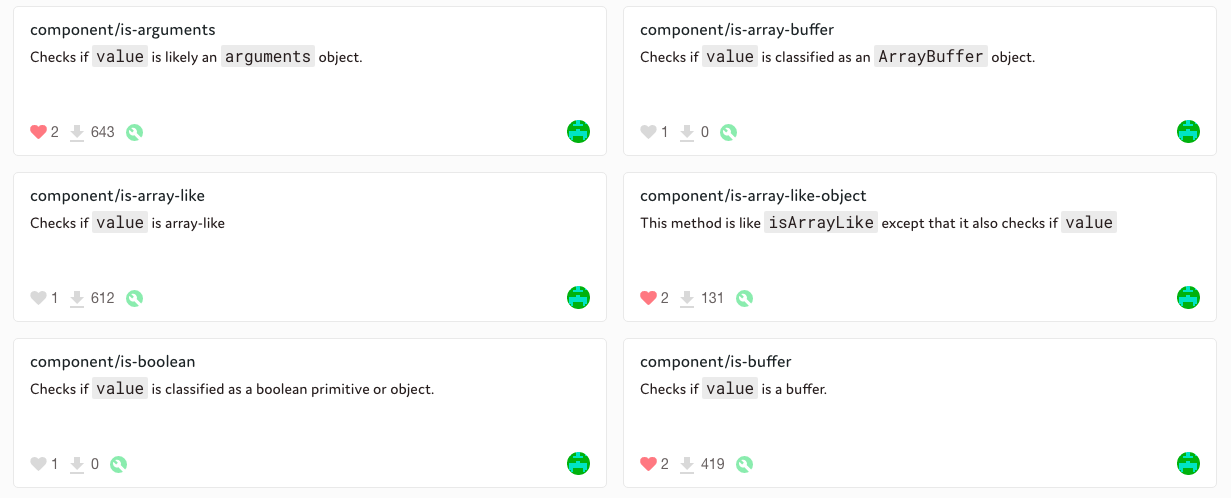 component/is-arguments
Checks if value is likely an arguments object.
2 643
component/is-array-buffer
Checks if value is classified as an ArrayBuffer object.
1 0
component/is-array-like
Checks if value is array-like
1 612
component/is-array-like-object
This method is like isArrayLike except that it also checks if value
2 131
component/is-boolean
Checks if value is classified as a boolean primitive or object.
1 0
component/is-buffer
Checks if value is a buffer.
2 419